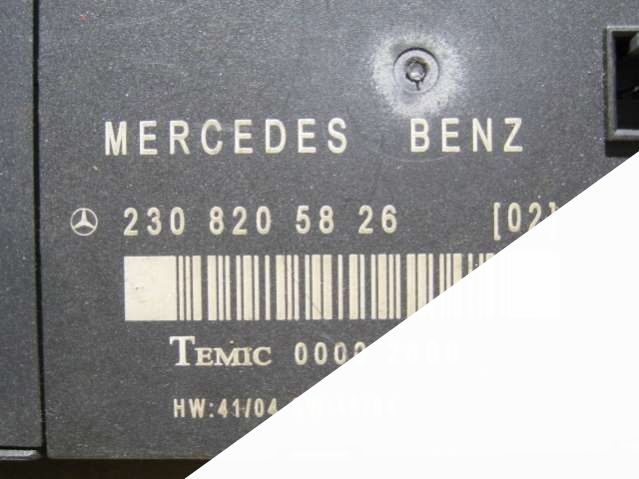 MERCEDES BENZ
230 820 58 26 [02]
TEMIC
HW:41/04